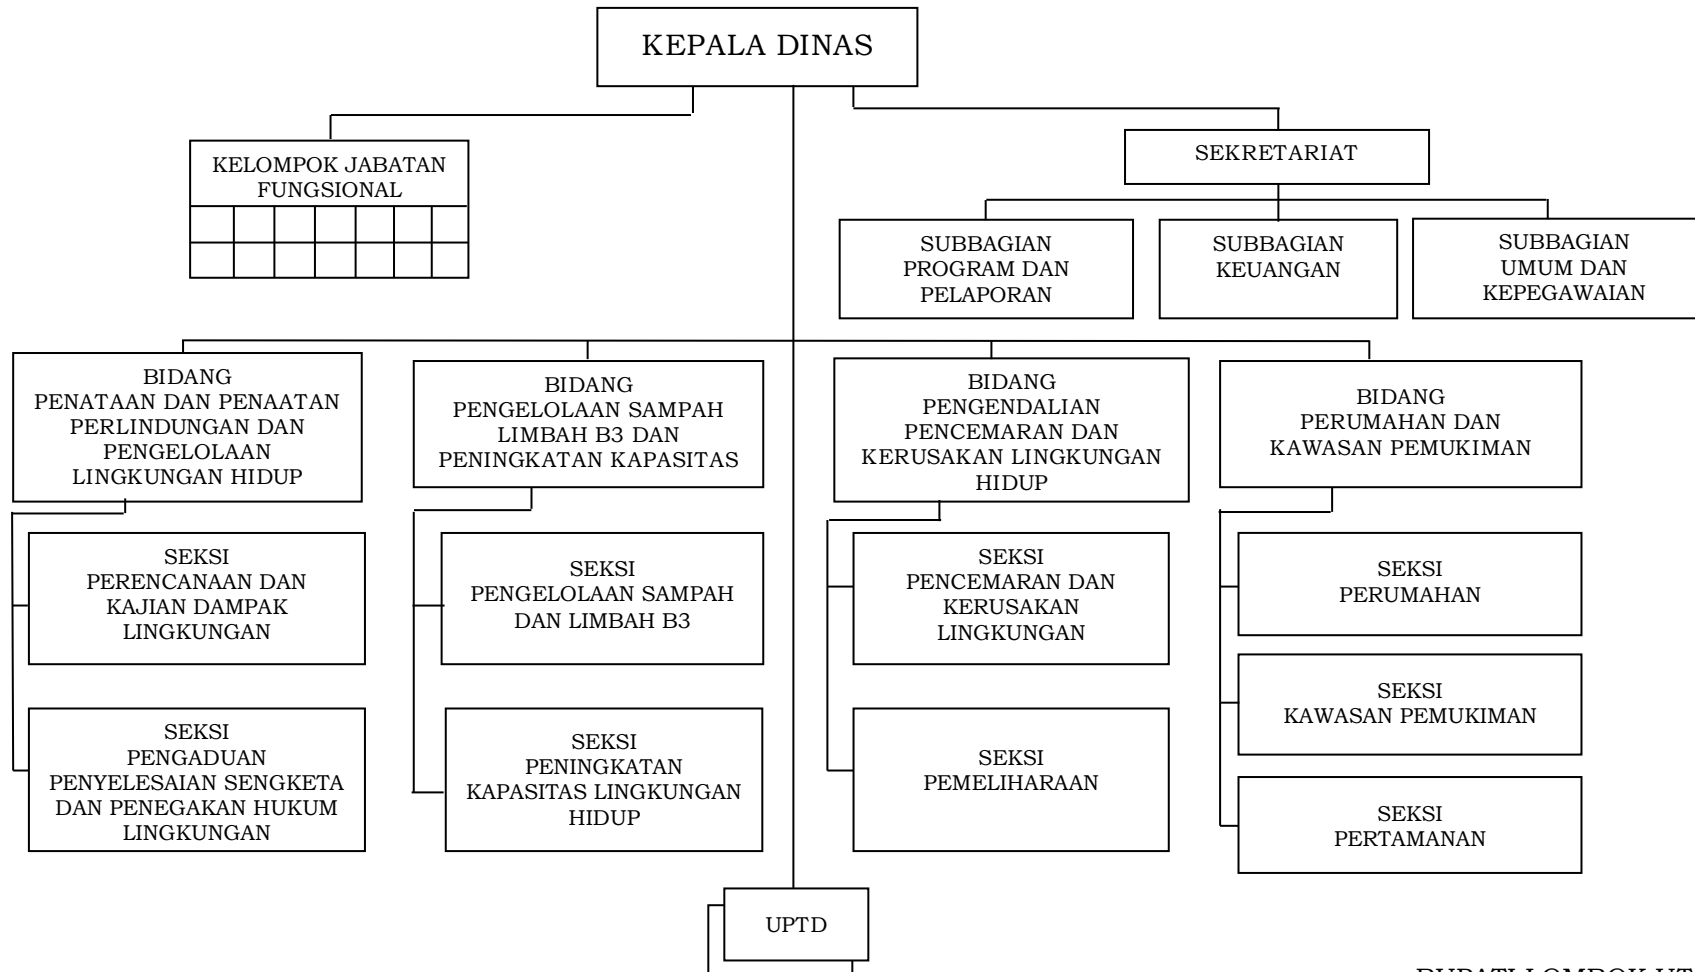 KEPALA DINAS
KELOMPOK JABATAN
FUNGSIONAL
SEKRETARIAT
SUBBAGIAN
PROGRAM DAN
PELAPORAN
SUBBAGIAN
KEUANGAN
SUBBAGIAN
UMUM DAN
KEPEGAWAIAN
BIDANG
PENATAAN DAN PENAATAN
PERLINDUNGAN DAN
PENGELOLAAN
LINGKUNGAN HIDUP
BIDANG
PENGELOLAAN SAMPAH
LIMBAH B3 DAN
PENINGKATAN KAPASITAS
BIDANG
PENGENDALIAN
PENCEMARAN DAN
KERUSAKAN LINGKUNGAN
HIDUP
BIDANG
PERUMAHAN DAN
KAWASAN PEMUKIMAN
SEKSI
PERENCANAAN DAN
KAJIAN DAMPAK
LINGKUNGAN
SEKSI
PENGELOLAAN SAMPAH
DAN LIMBAH B3
SEKSI
PENCEMARAN DAN
KERUSAKAN
LINGKUNGAN
SEKSI
PERUMAHAN
SEKSI
KAWASAN PEMUKIMAN
SEKSI
PENGADUAN
PENYELESAIAN SENGKETA
DAN PENEGAKAN HUKUM
LINGKUNGAN
SEKSI
PENINGKATAN
KAPASITAS LINGKUNGAN
HIDUP
SEKSI
PEMELIHARAAN
SEKSI
PERTAMANAN
UPTD
BUPATI LOMBOK